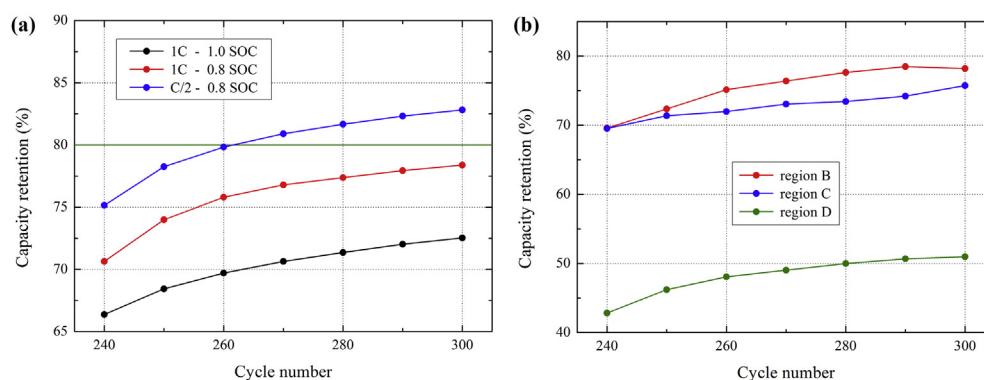 (a)
90
85
80
75
70
65
Capacity retention (%)
1C - 1.0 SOC
1C - 0.8 SOC
C/2 - 0.8 SOC
240
260
280
300
Cycle number
(b)
80
70
60
50
40
Capacity retention (%)
region B
region C
region D
240
260
280
300
Cycle number